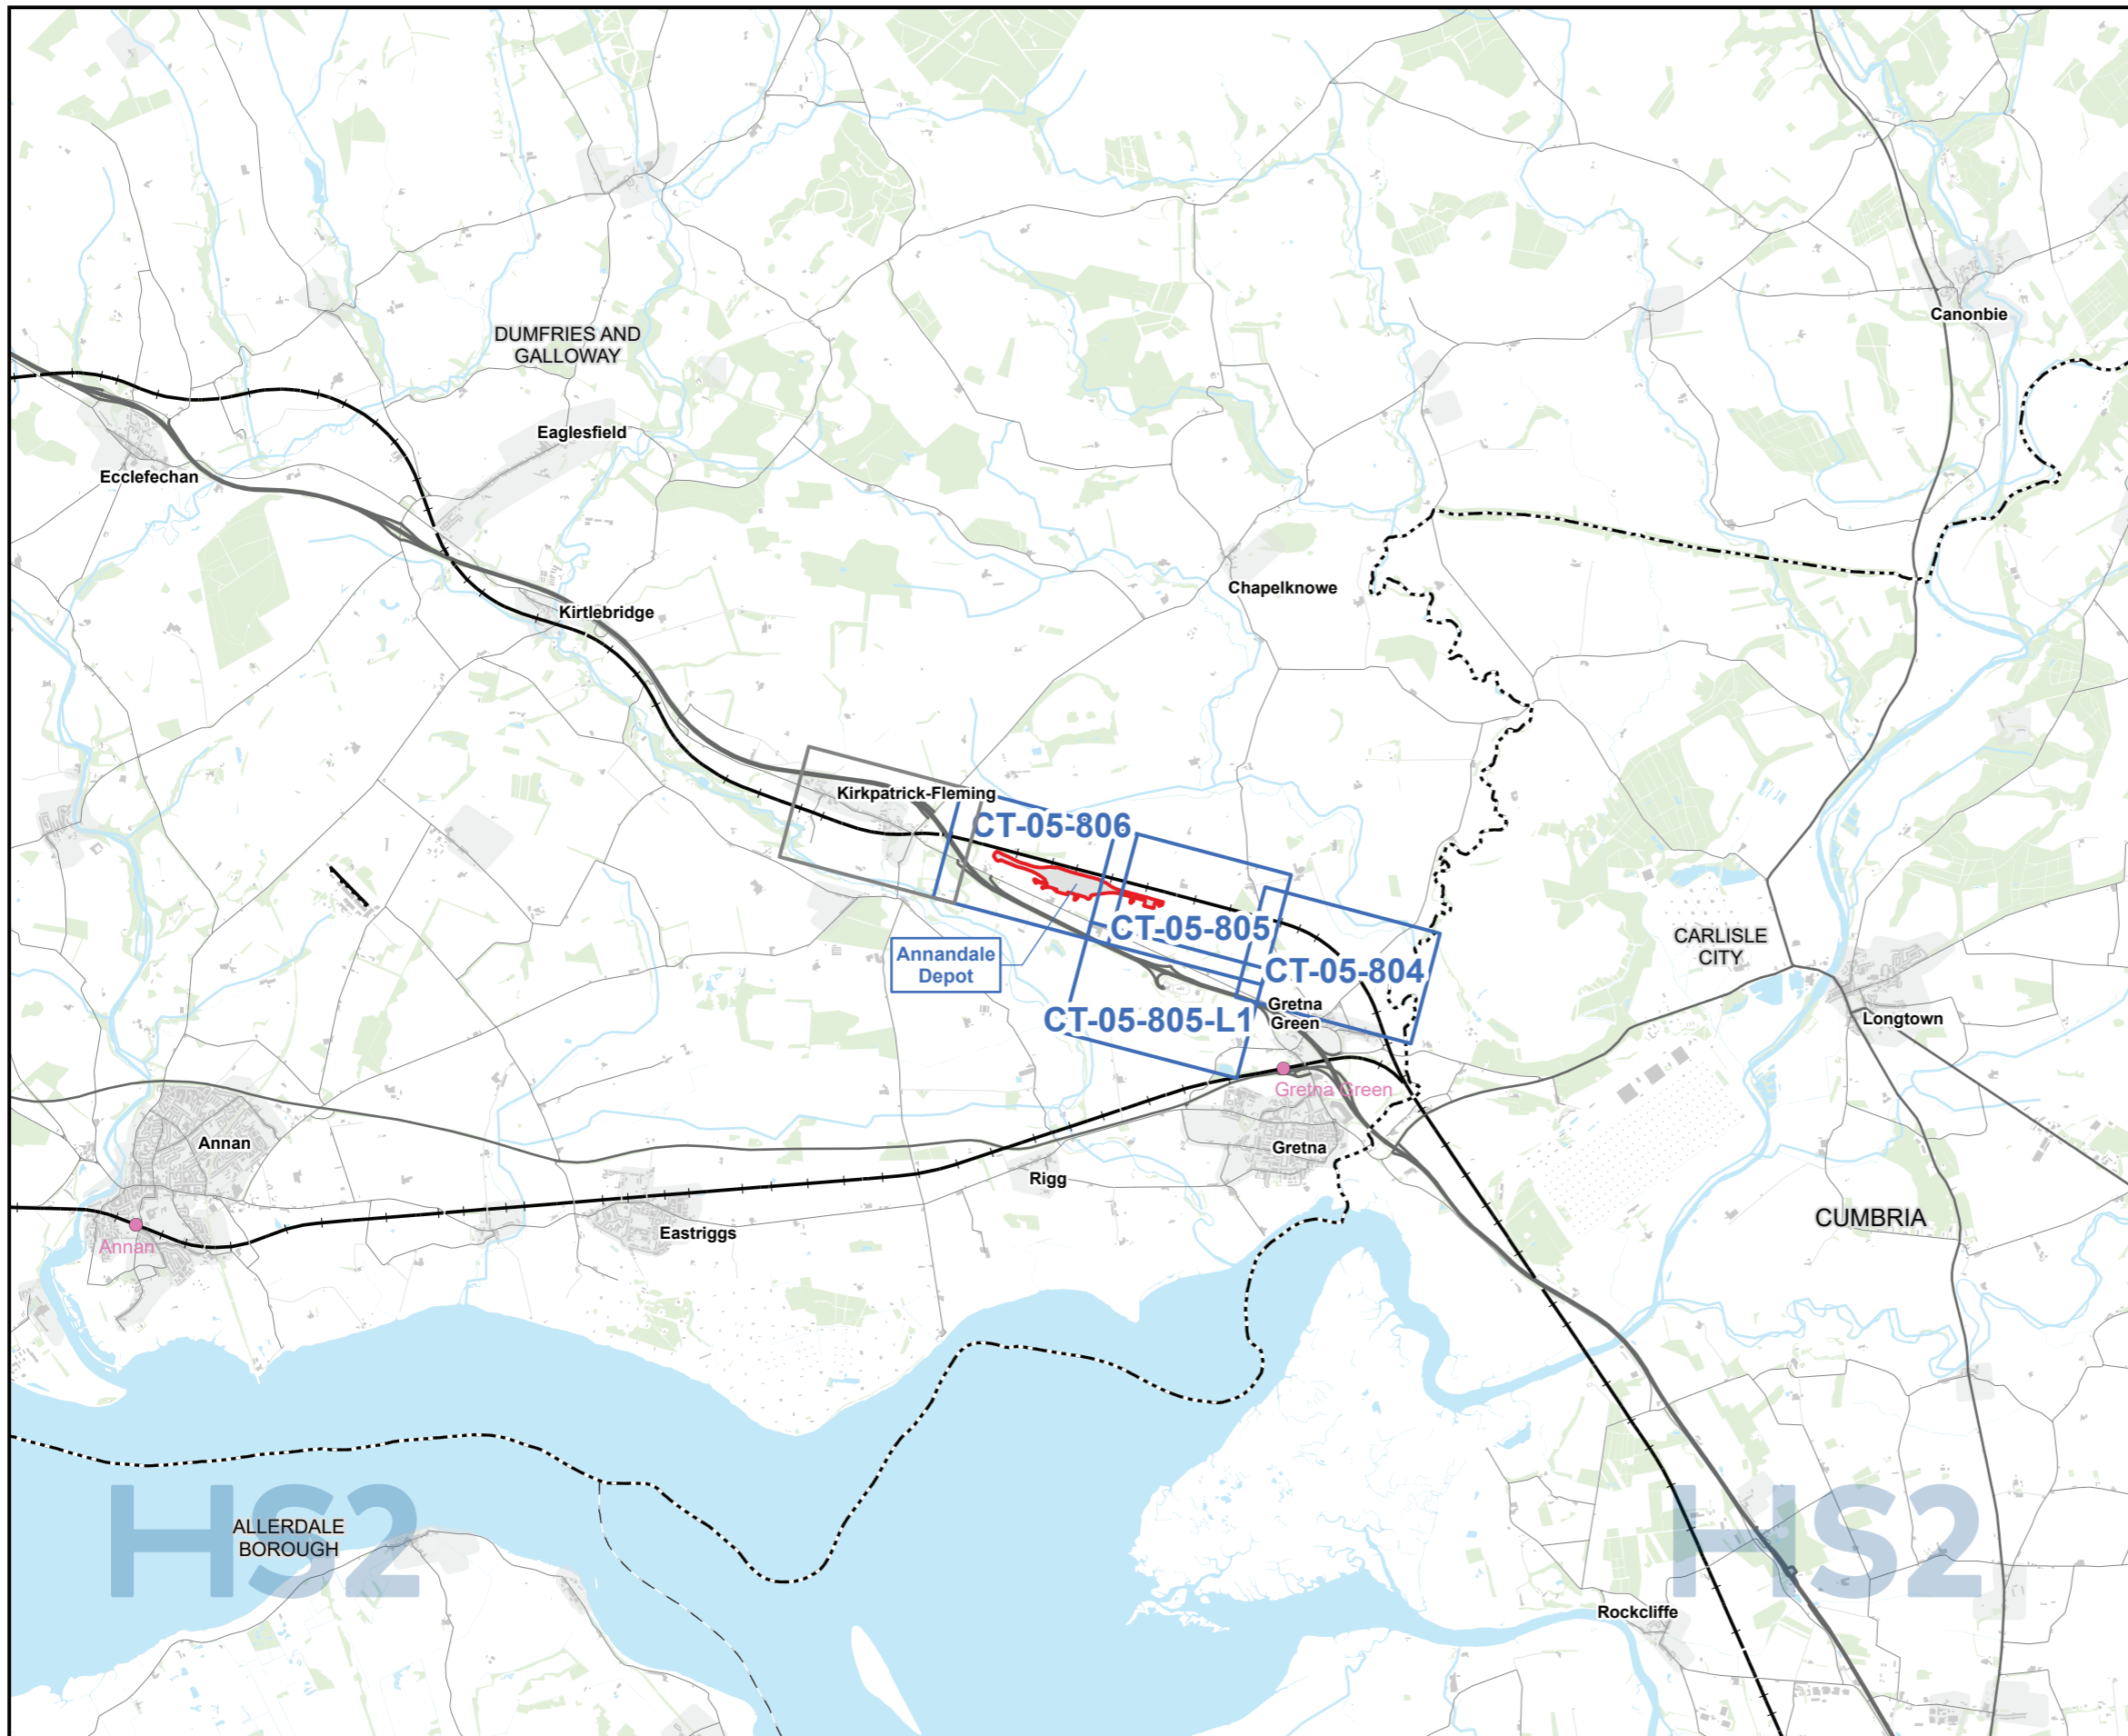 Canonbie
DUMFRIES AND
GALLOWAY
Eaglesfield
Ecclefechan
Chapelknowe
Kirtlebridge
Kirkpatrick-Fleming
CT-05-806
CT-05-805
CARLISLE
CITY
Annandale
Depot
CT-05-804
Gretna
Green
CT-05-805-L1
Longtown
Gretna Green
Annan
Gretna
Rigg
CUMBRIA
Eastriggs
Annan
HS2
ALLERDALE
BOROUGH
HS2
Rockcliffe